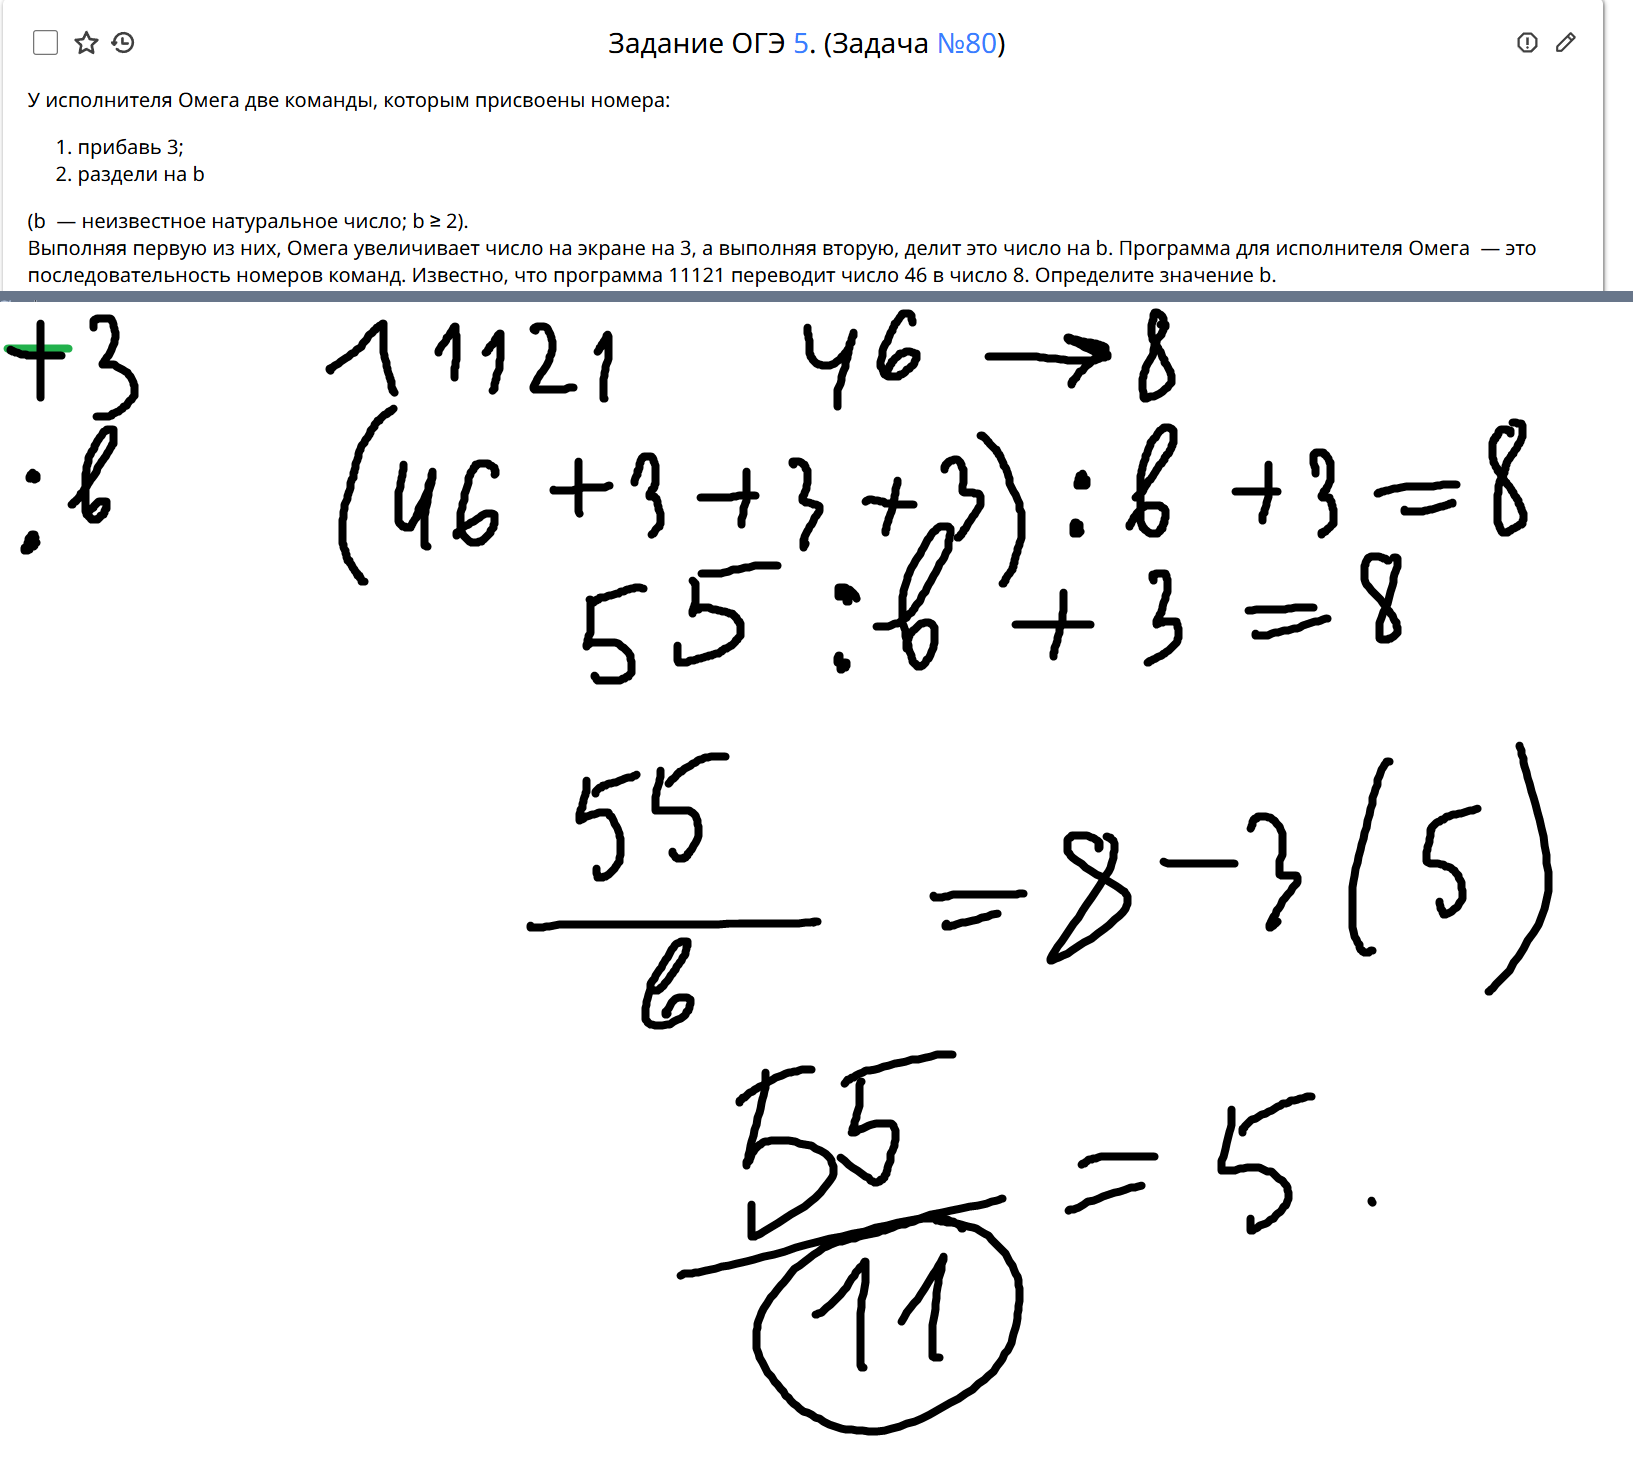 Задание ОГЭ 5. (Задача №80)
У исполнителя Омега две команды, которым присвоены номера:
1. прибавь 3;
2. раздели на b
(b — неизвестное натуральное число; b ≥ 2).
Выполняя первую из них, Омега увеличивает число на экране на 3, а выполняя вторую, делит это число на b. Программа для исполнителя Омега — это
последовательность номеров команд. Известно, что программа 11121 переводит число 46 в число 8. Определите значение b.
+3 11121 46 → 8
:b (46 +3 +3 +3) : b +3 = 8
55 : b + 3 = 8
55
= 8 - 3 (5)
b
55
= 5.
11